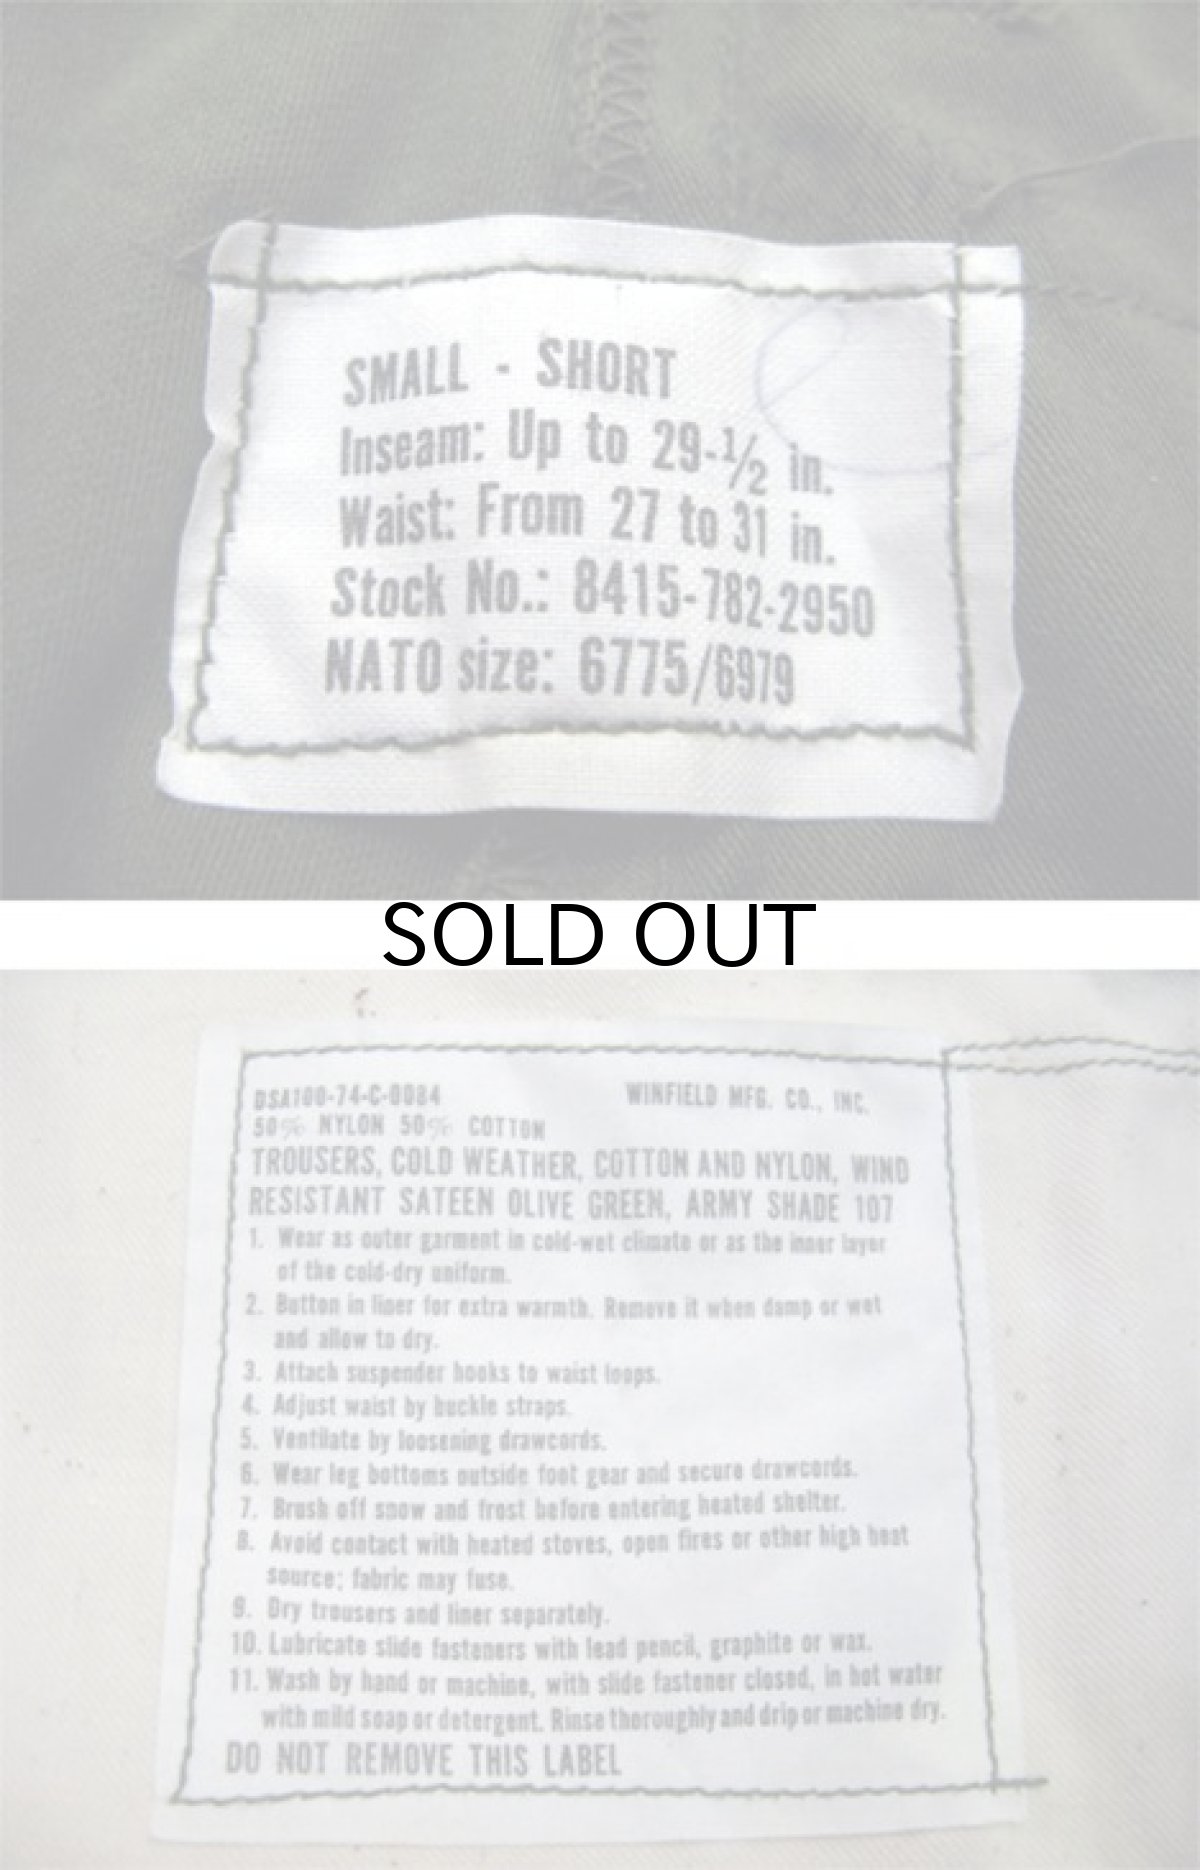 SMALL - SHORT
Inseam: Up to 29-½ in.
Waist: From 27 to 31 in.
Stock No.: 8415-782-2950
NATO size: 6775/6979
SOLD OUT
DSA100-74-C-0084 WINFIELD MFG. CO., INC.
50% NYLON 50% COTTON
TROUSERS, COLD WEATHER, COTTON AND NYLON, WIND
RESISTANT SATEEN OLIVE GREEN, ARMY SHADE 107
1. Wear as outer garment in cold-wet climate or as the inner layer
of the cold-dry uniform.
2. Button in liner for extra warmth. Remove it when damp or wet
and allow to dry.
3. Attach suspender hooks to waist loops.
4. Adjust waist by buckle straps.
5. Ventilate by loosening drawcords.
6. Wear leg bottoms outside foot gear and secure drawcords.
7. Brush off snow and frost before entering heated shelter.
8. Avoid contact with heated stoves, open fires or other high heat
source; fabric may fuse.
9. Dry trousers and liner separately.
10. Lubricate slide fasteners with lead pencil, graphite or wax.
11. Wash by hand or machine, with slide fastener closed, in hot water
with mild soap or detergent. Rinse thoroughly and drip or machine dry.
DO NOT REMOVE THIS LABEL